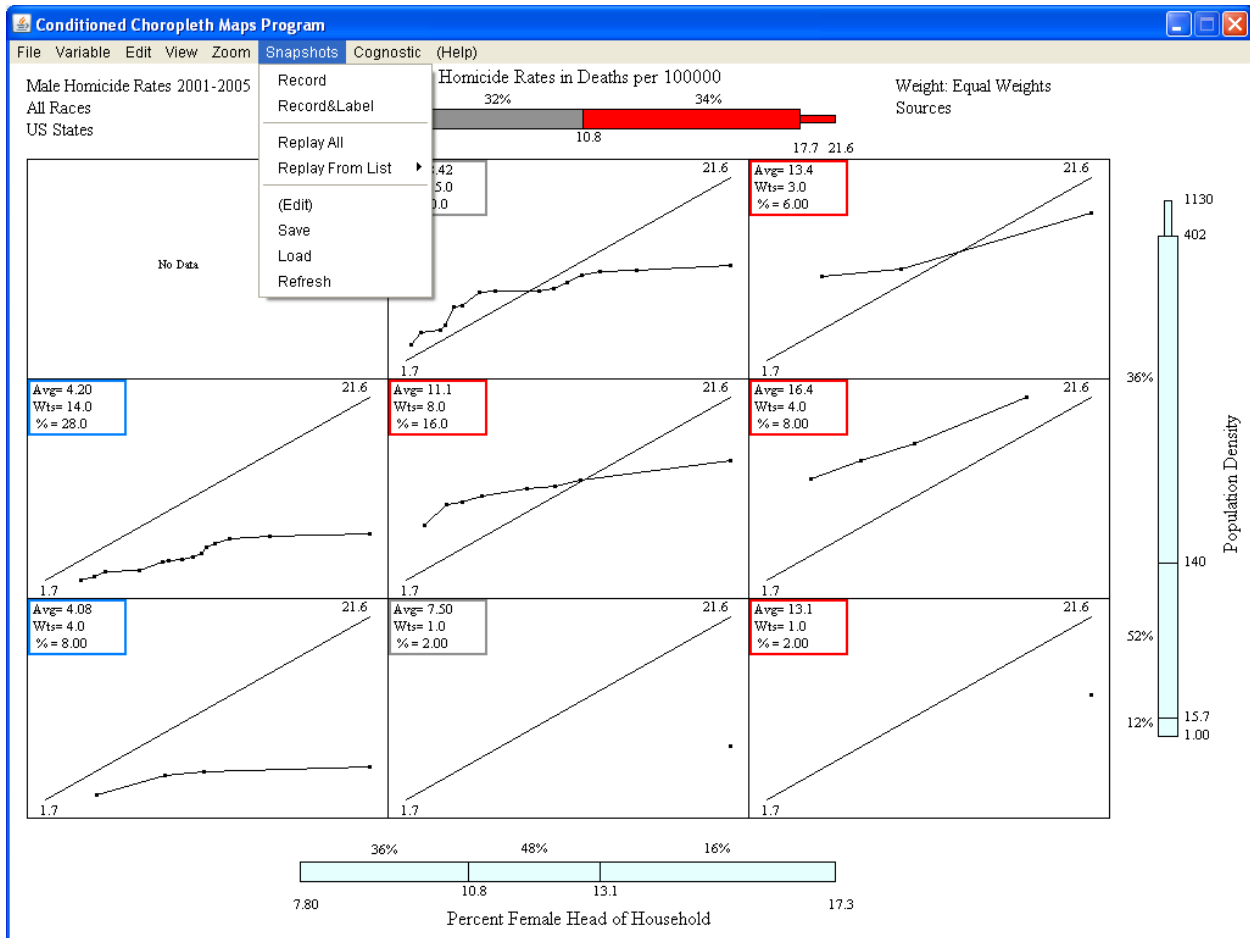 Conditioned Choropleth Maps Program
File Variable Edit View Zoom Snapshots Cognostic (Help)
Record
Record&Label
Replay All
Replay From List
(Edit)
Save
Load
Refresh
Male Homicide Rates 2001-2005
All Races
US States
Homicide Rates in Deaths per 100000
32% 34%
10.8
17.7 21.6
Weight: Equal Weights
Sources
No Data
.42
5.0
0.0
21.6
1.7
Avg= 13.4
Wts= 3.0
% = 6.00
21.6
1.7
Avg= 4.20
Wts= 14.0
% = 28.0
21.6
1.7
Avg= 11.1
Wts= 8.0
% = 16.0
21.6
1.7
Avg= 16.4
Wts= 4.0
% = 8.00
21.6
1.7
Avg= 4.08
Wts= 4.0
% = 8.00
21.6
1.7
Avg= 7.50
Wts= 1.0
% = 2.00
21.6
1.7
Avg= 13.1
Wts= 1.0
% = 2.00
21.6
1.7
1130
402
36%
140
52%
15.7
12%
1.00
Population Density
36% 48% 16%
10.8 13.1
7.80 17.3
Percent Female Head of Household